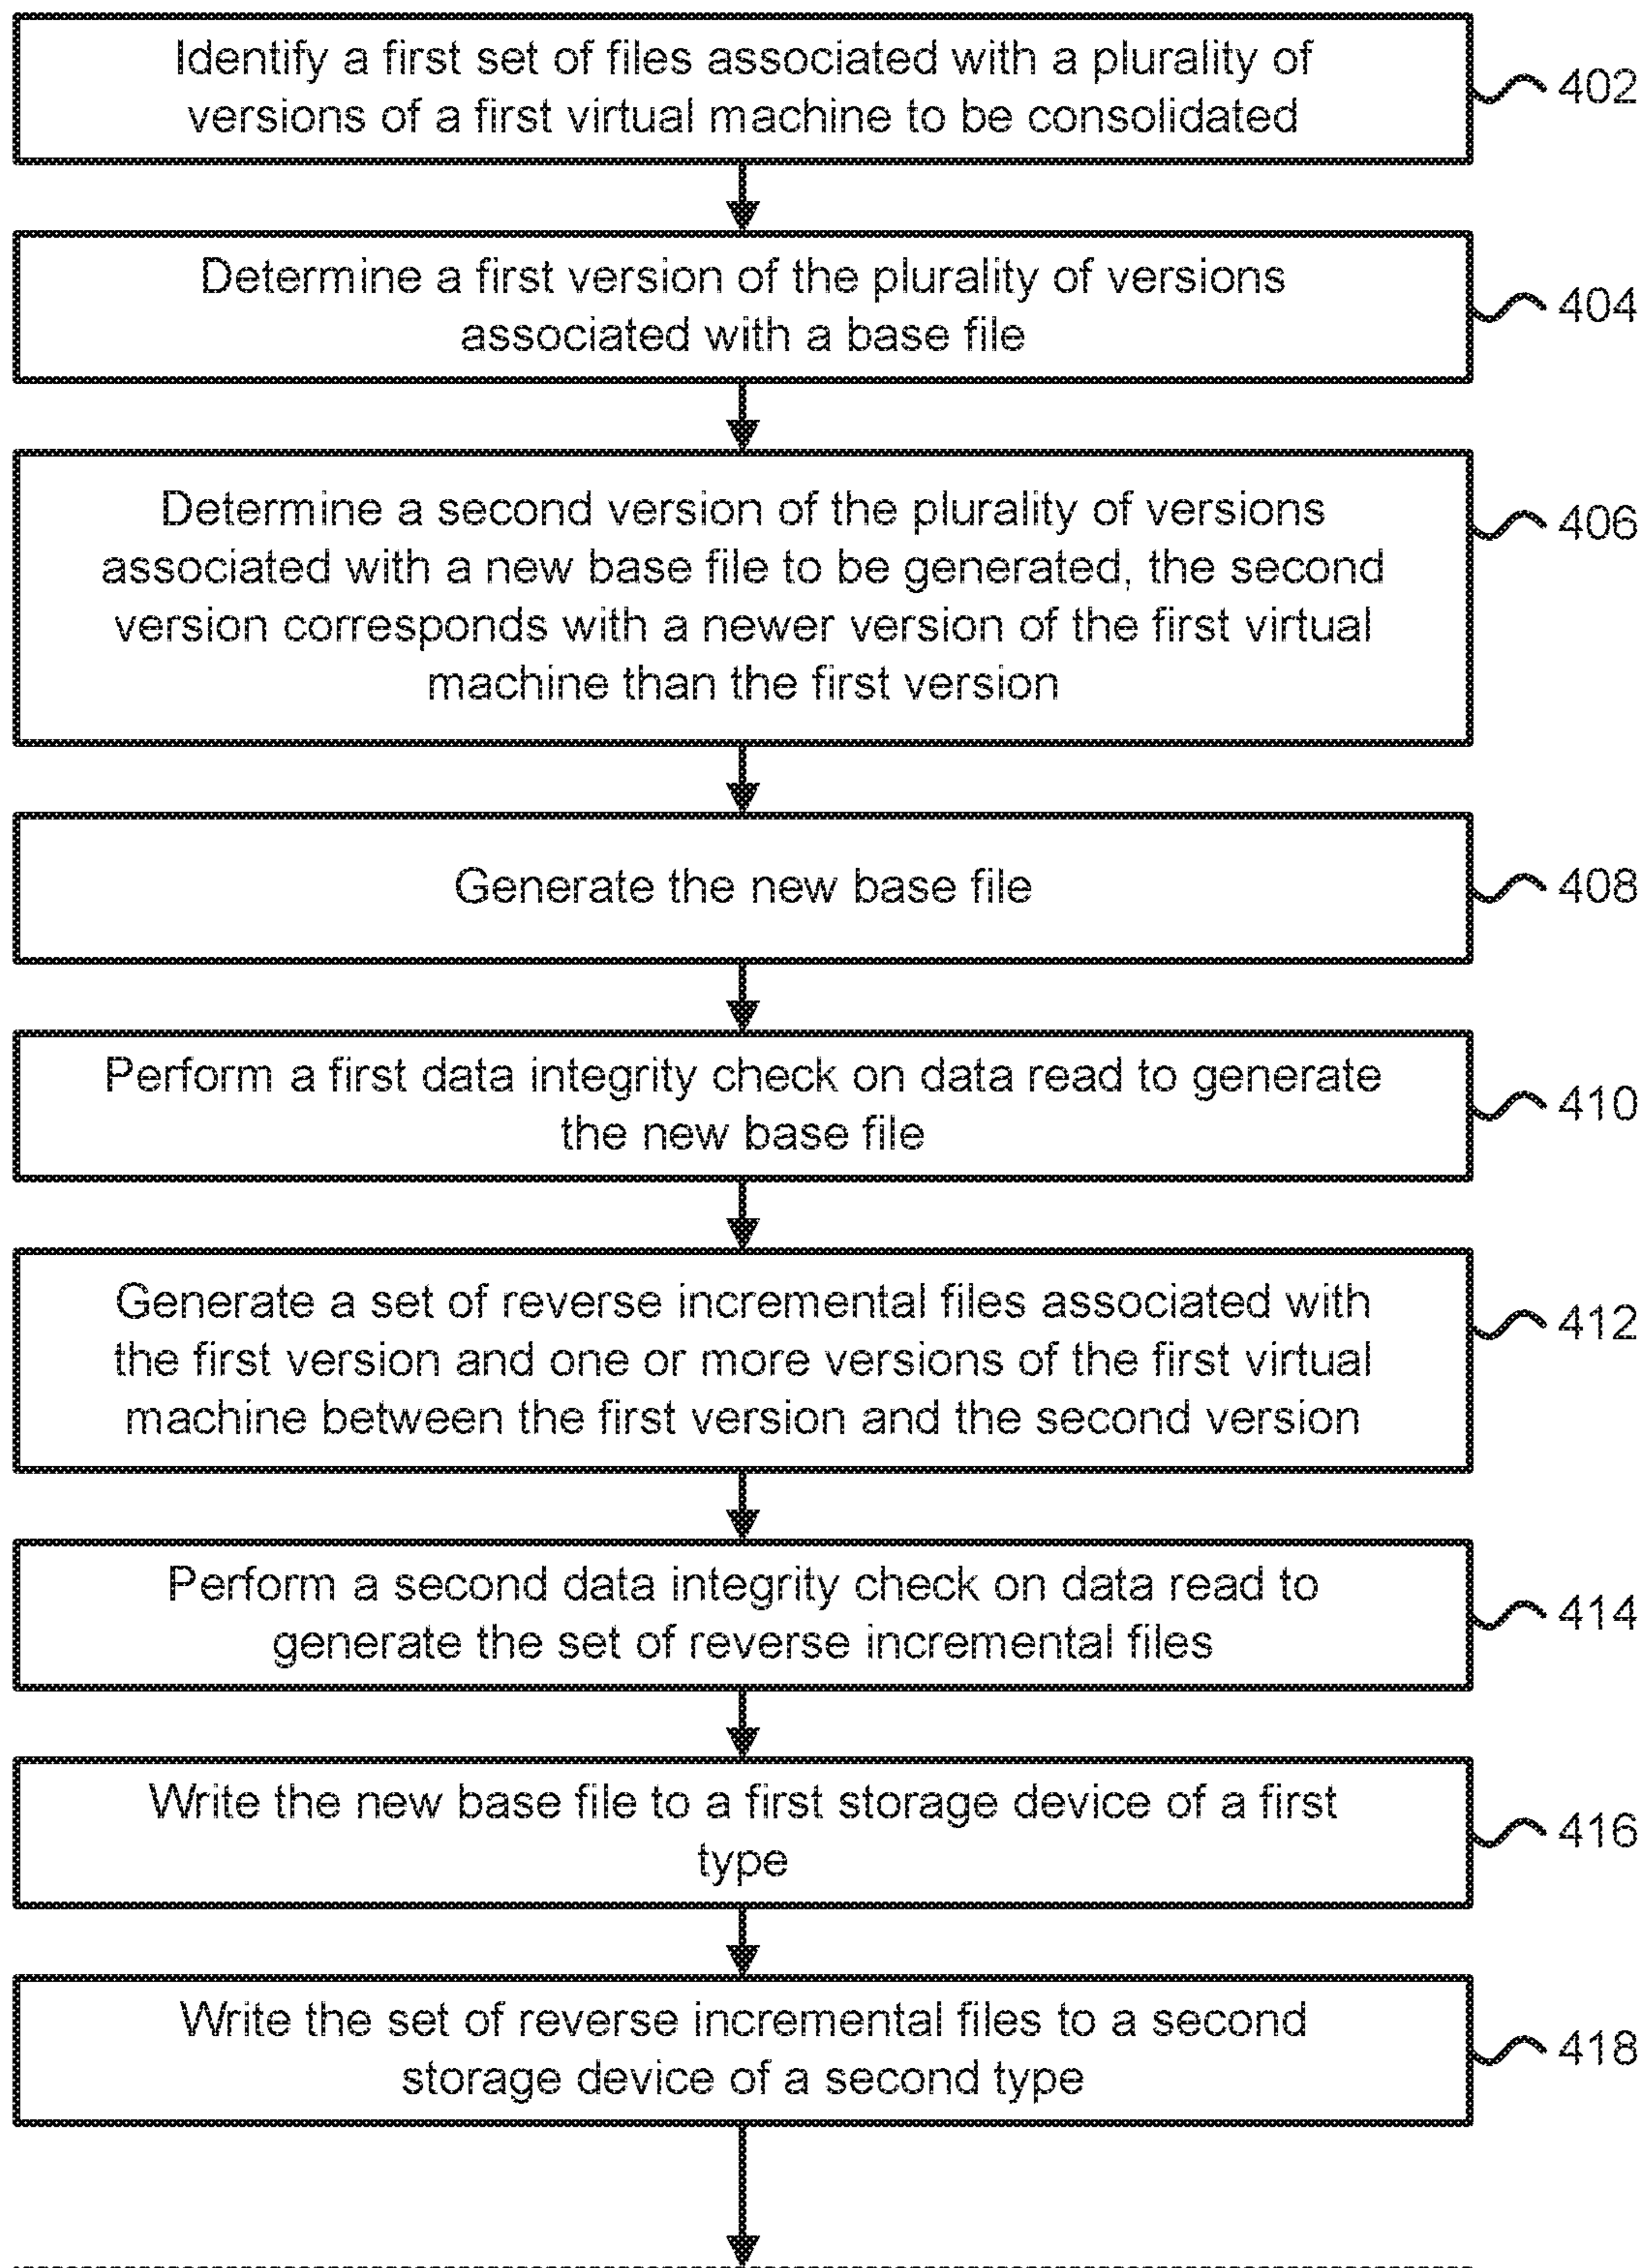 Identify a first set of files associated with a plurality of
versions of a first virtual machine to be consolidated
402
Determine a first version of the plurality of versions
associated with a base file
404
Determine a second version of the plurality of versions
associated with a new base file to be generated, the second
version corresponds with a newer version of the first virtual
machine than the first version
406
Generate the new base file
408
Perform a first data integrity check on data read to generate
the new base file
410
Generate a set of reverse incremental files associated with
the first version and one or more versions of the first virtual
machine between the first version and the second version
412
Perform a second data integrity check on data read to
generate the set of reverse incremental files
414
Write the new base file to a first storage device of a first
type
416
Write the set of reverse incremental files to a second
storage device of a second type
418